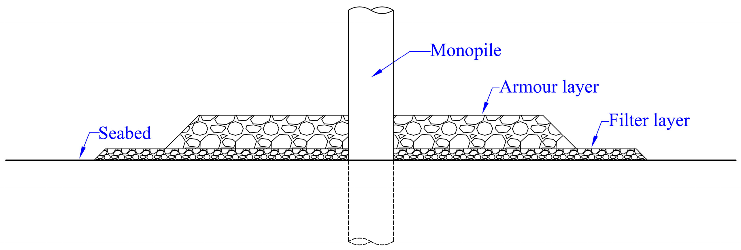 Monopile
Armour layer
Filter layer
Seabed